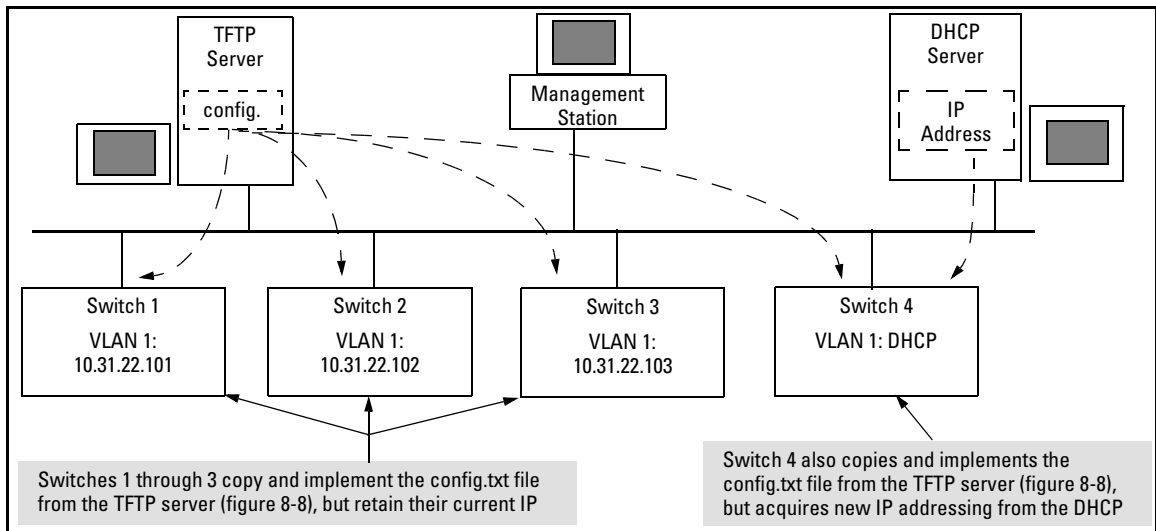 TFTP
Server
config.
Management
Station
DHCP
Server
IP
Address
Switch 1
VLAN 1:
10.31.22.101
Switch 2
VLAN 1:
10.31.22.102
Switch 3
VLAN 1:
10.31.22.103
Switch 4
VLAN 1: DHCP
Switches 1 through 3 copy and implement the config.txt file
from the TFTP server (figure 8-8), but retain their current IP
Switch 4 also copies and implements the
config.txt file from the TFTP server (figure 8-8),
but acquires new IP addressing from the DHCP